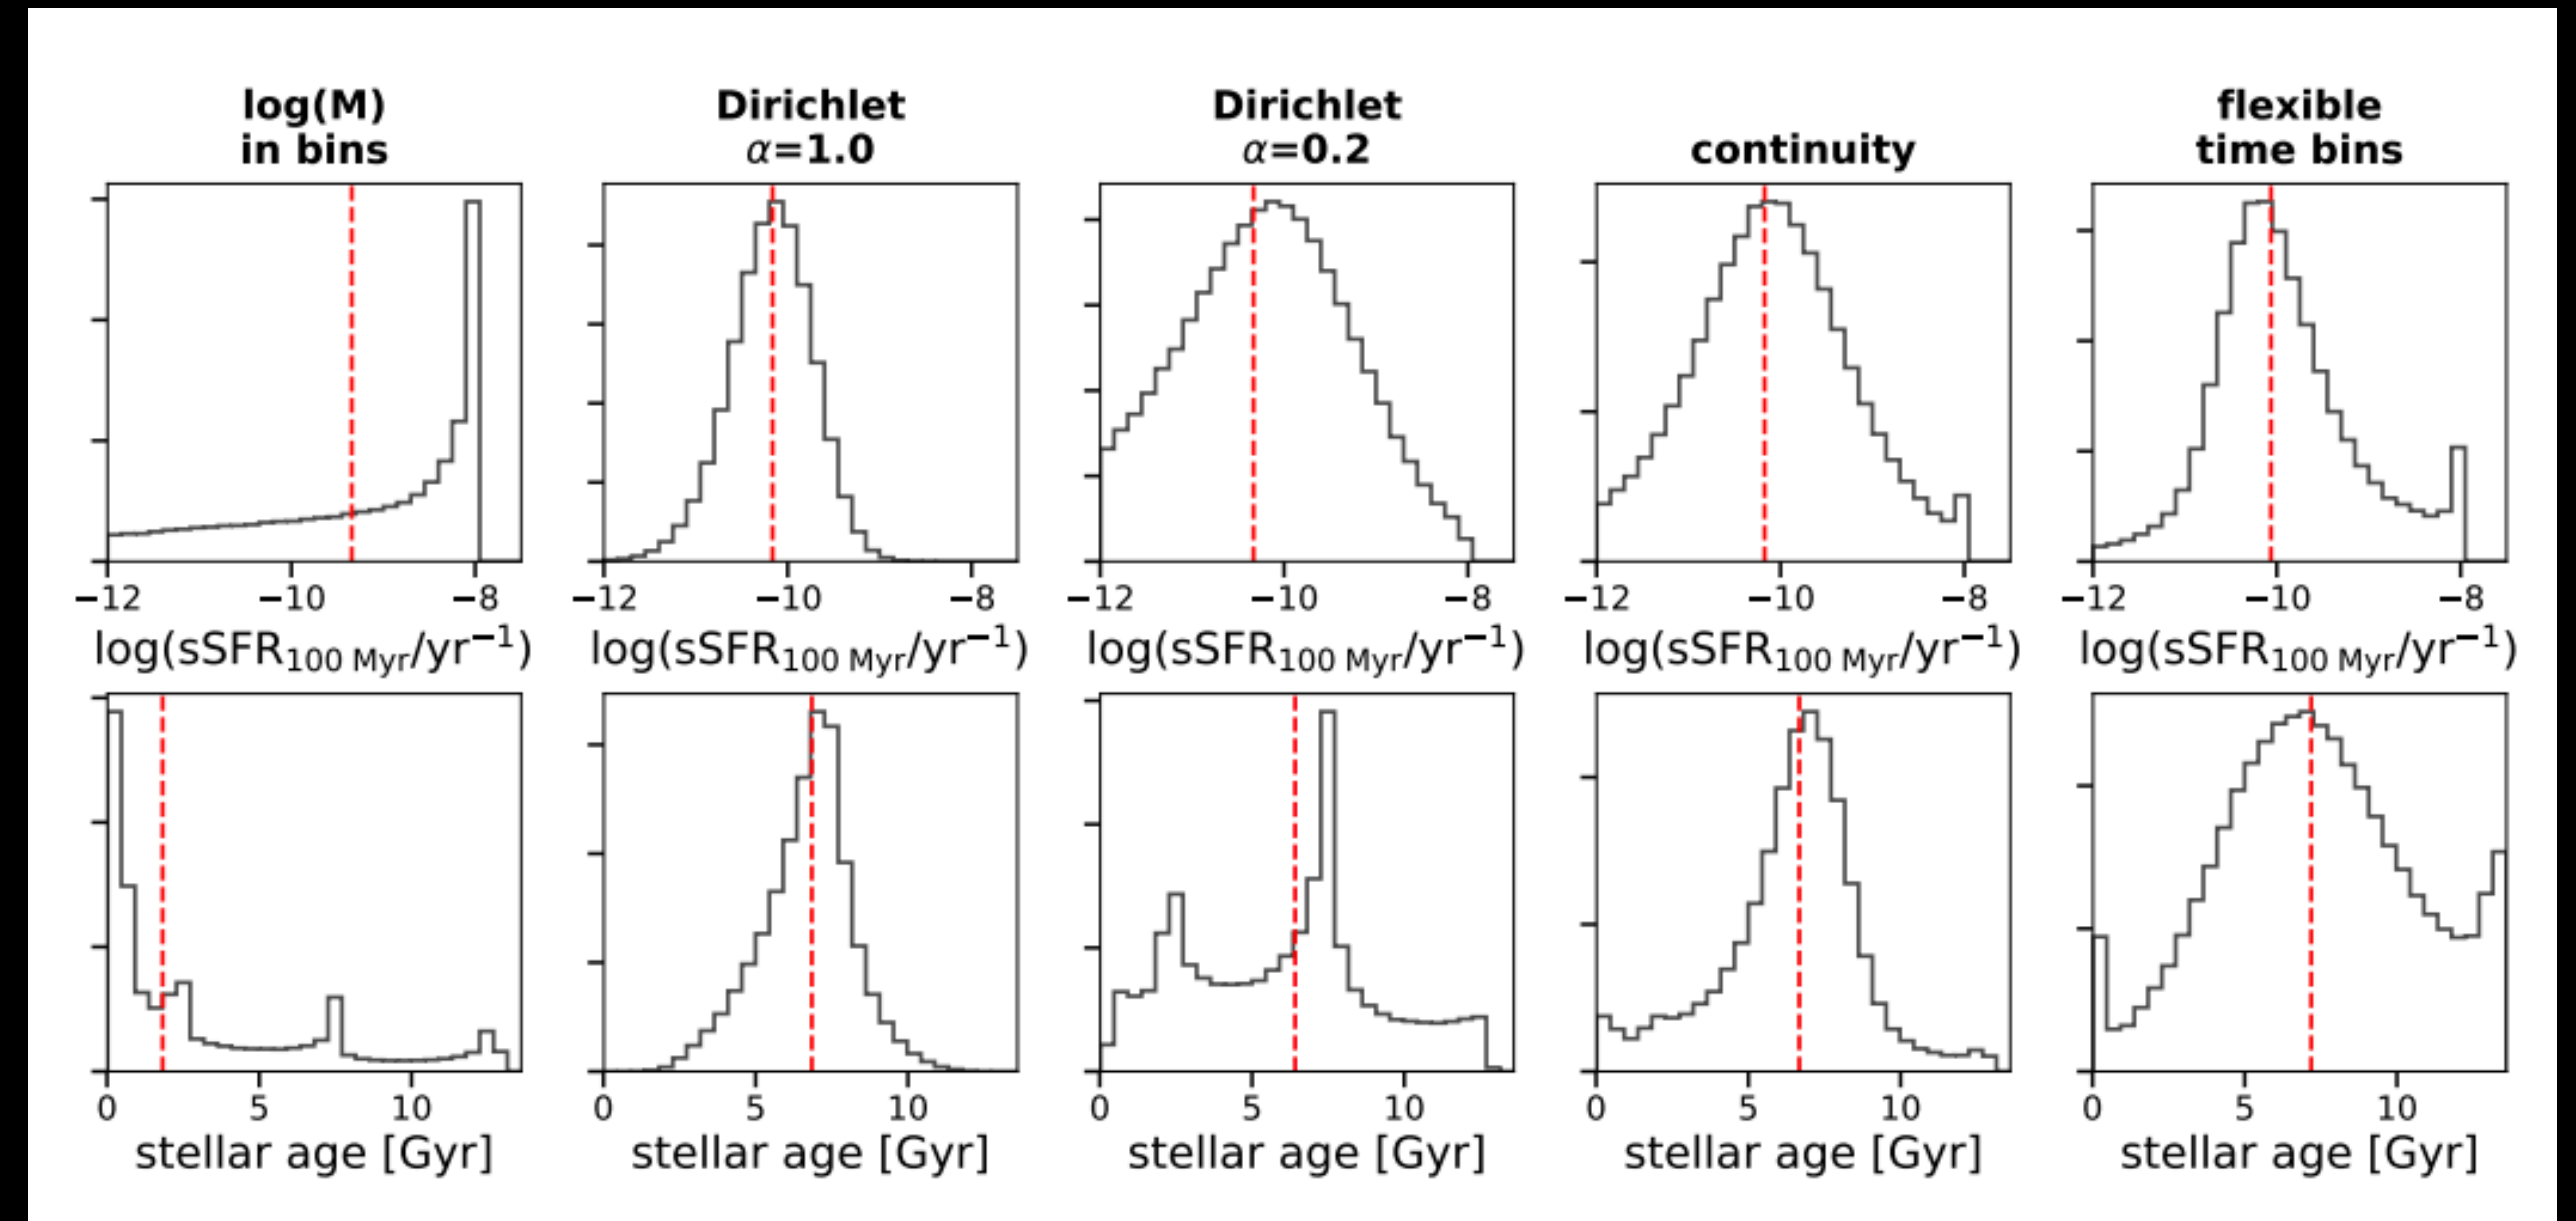 log(M)
in bins
Dirichlet
α=1.0
Dirichlet
α=0.2
continuity
flexible
time bins
−12 −10 −8
−12 −10 −8
−12 −10 −8
−12 −10 −8
−12 −10 −8
log(sSFR₁₀₀ Myr/yr⁻¹)
log(sSFR₁₀₀ Myr/yr⁻¹)
log(sSFR₁₀₀ Myr/yr⁻¹)
log(sSFR₁₀₀ Myr/yr⁻¹)
log(sSFR₁₀₀ Myr/yr⁻¹)
0 5 10
0 5 10
0 5 10
0 5 10
0 5 10
stellar age [Gyr]
stellar age [Gyr]
stellar age [Gyr]
stellar age [Gyr]
stellar age [Gyr]